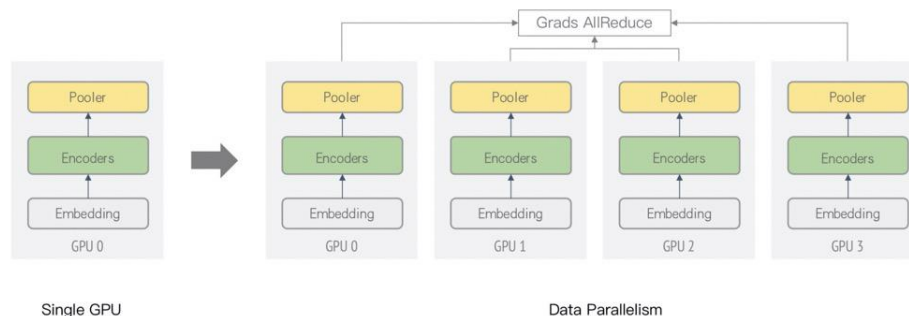 Grads AllReduce
Pooler
Encoders
Embedding
GPU 0
Pooler
Encoders
Embedding
GPU 0
Pooler
Encoders
Embedding
GPU 1
Pooler
Encoders
Embedding
GPU 2
Pooler
Encoders
Embedding
GPU 3
Single GPU
Data Parallelism